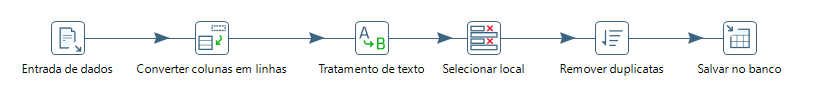 A
B
Entrada de dados
Converter colunas em linhas
Tratamento de texto
Selecionar local
Remover duplicatas
Salvar no banco